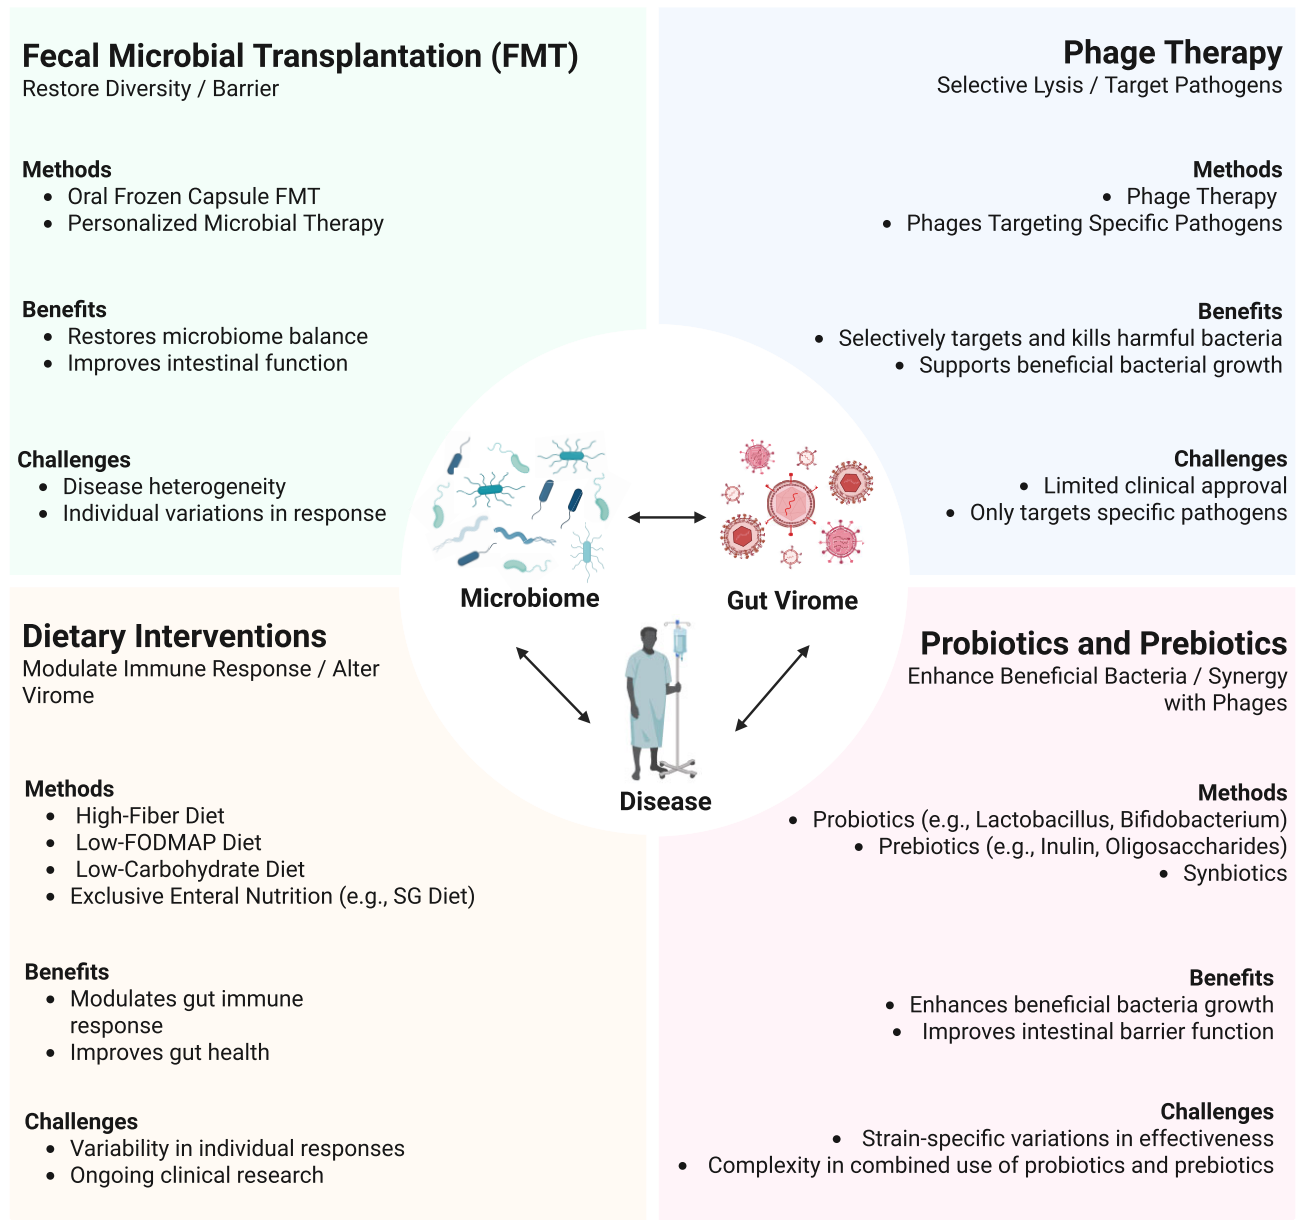 Fecal Microbial Transplantation (FMT)
Restore Diversity / Barrier
Methods
• Oral Frozen Capsule FMT
• Personalized Microbial Therapy
Benefits
• Restores microbiome balance
• Improves intestinal function
Challenges
• Disease heterogeneity
• Individual variations in response
Phage Therapy
Selective Lysis / Target Pathogens
Methods
• Phage Therapy
• Phages Targeting Specific Pathogens
Benefits
• Selectively targets and kills harmful bacteria
• Supports beneficial bacterial growth
Challenges
• Limited clinical approval
• Only targets specific pathogens
Microbiome
Gut Virome
Disease
Dietary Interventions
Modulate Immune Response / Alter
Virome
Methods
• High-Fiber Diet
• Low-FODMAP Diet
• Low-Carbohydrate Diet
• Exclusive Enteral Nutrition (e.g., SG Diet)
Benefits
• Modulates gut immune
response
• Improves gut health
Challenges
• Variability in individual responses
• Ongoing clinical research
Probiotics and Prebiotics
Enhance Beneficial Bacteria / Synergy
with Phages
Methods
• Probiotics (e.g., Lactobacillus, Bifidobacterium)
• Prebiotics (e.g., Inulin, Oligosaccharides)
• Synbiotics
Benefits
• Enhances beneficial bacteria growth
• Improves intestinal barrier function
Challenges
• Strain-specific variations in effectiveness
• Complexity in combined use of probiotics and prebiotics